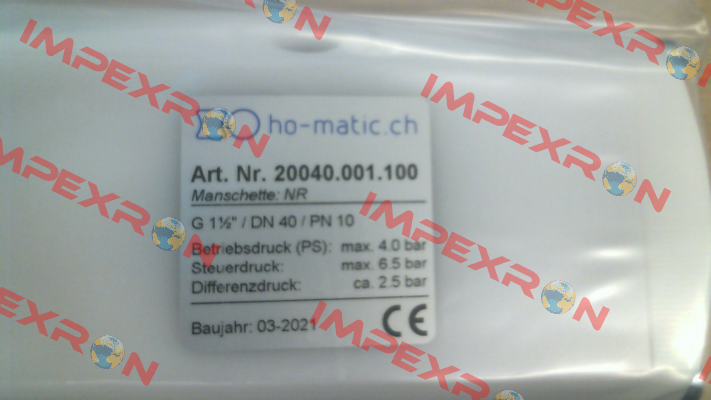 ho-matic.ch
Art. Nr. 20040.001.100
Manschette: NR
G 1½" / DN 40 / PN 10
Betriebsdruck (PS): max. 4.0 bar
Steuerdruck: max. 6.5 bar
Differenzdruck: ca. 2.5 bar
Baujahr: 03-2021 CE
IMPEXRON
IMPEXRON
IMPEXRON
IMPEXRON
IMPEXRON
IMPEXRON
IMPEXRON